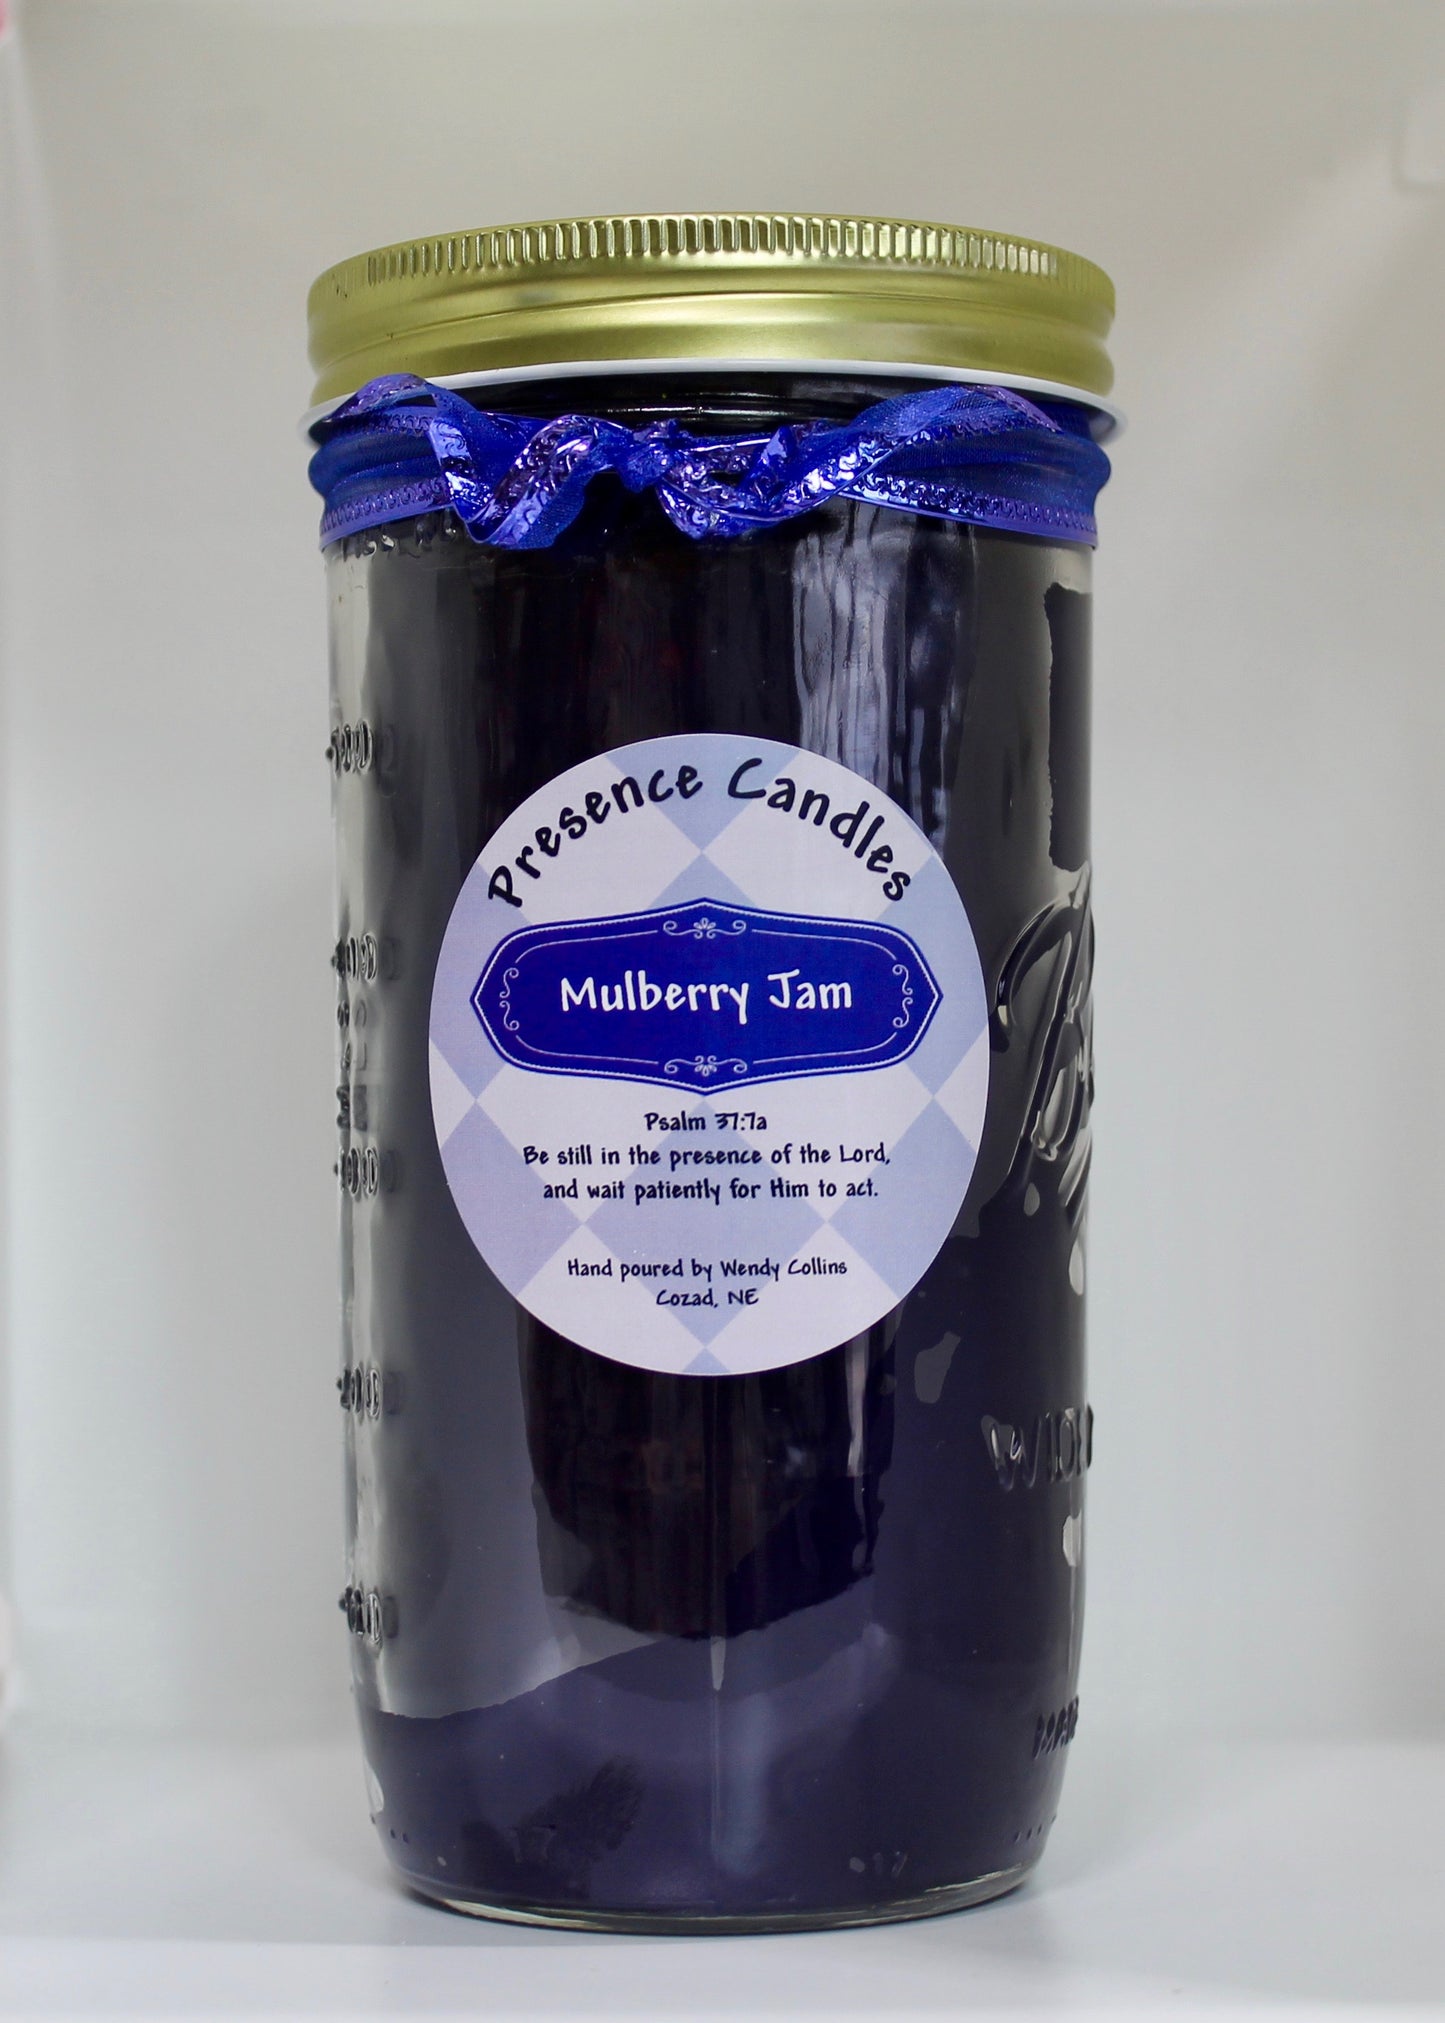 Presence Candles
Mulberry Jam
Psalm 37:7a
Be still in the presence of the Lord,
and wait patiently for Him to act.
Hand poured by Wendy Collins
Cozad, NE